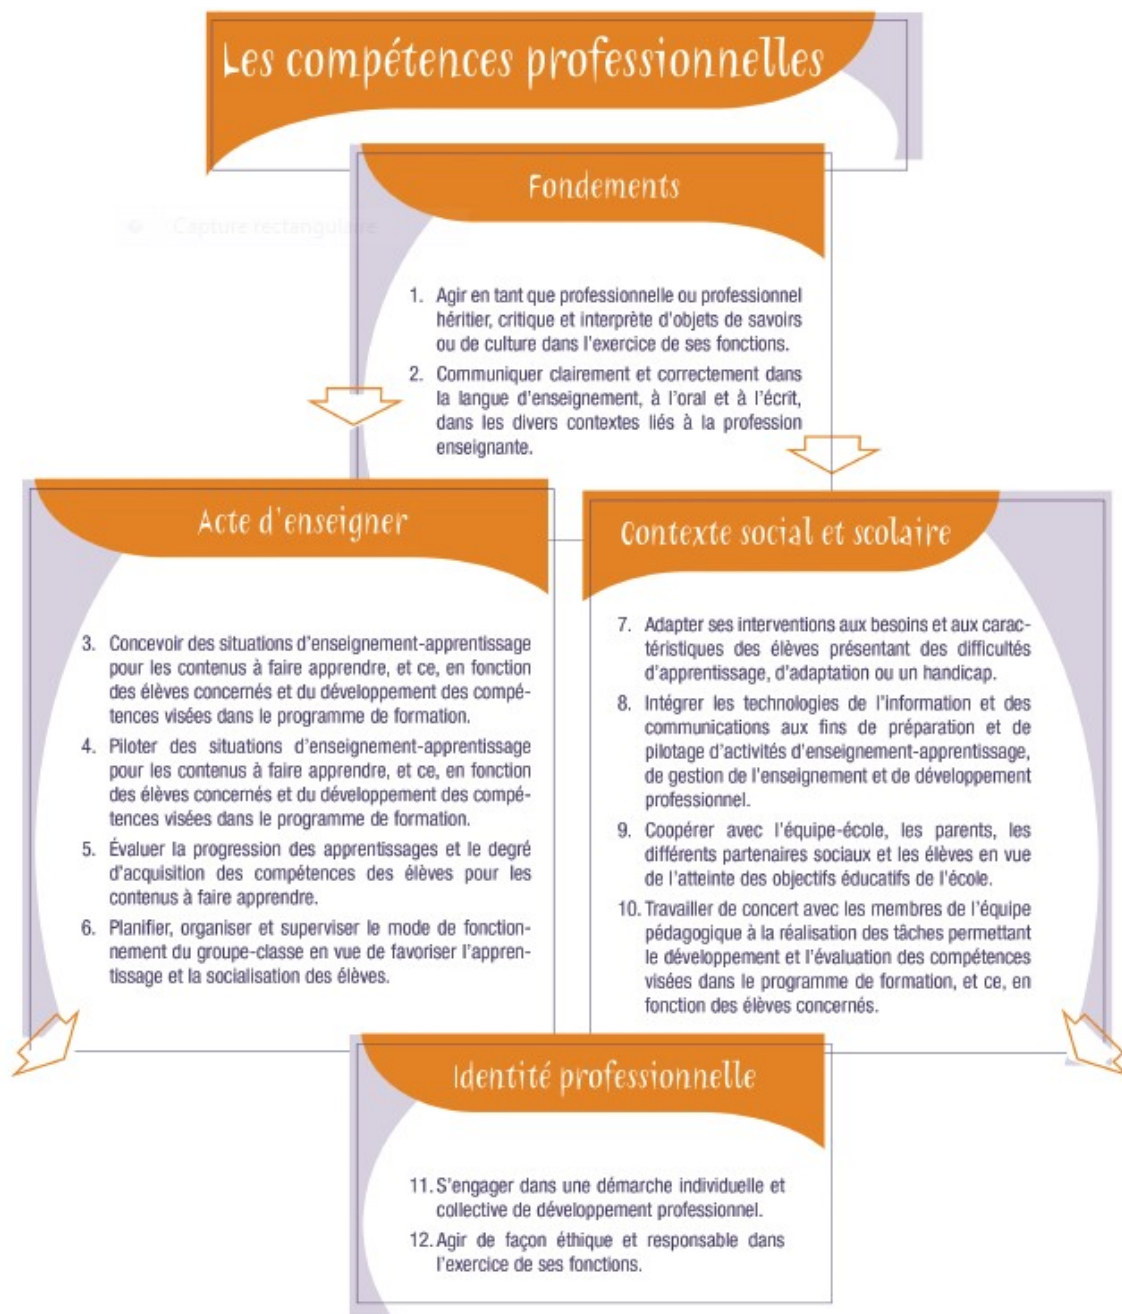 Les compétences professionnelles
Fondements
Capture rectangulaire
1. Agir en tant que professionnelle ou professionnel
héritier, critique et interprète d'objets de savoirs
ou de culture dans l'exercice de ses fonctions.
2. Communiquer clairement et correctement dans
la langue d'enseignement, à l'oral et à l'écrit,
dans les divers contextes liés à la profession
enseignante.
Acte d'enseigner
3. Concevoir des situations d'enseignement-apprentissage
pour les contenus à faire apprendre, et ce, en fonction
des élèves concernés et du développement des compé-
tences visées dans le programme de formation.
4. Piloter des situations d'enseignement-apprentissage
pour les contenus à faire apprendre, et ce, en fonction
des élèves concernés et du développement des compé-
tences visées dans le programme de formation.
5. Évaluer la progression des apprentissages et le degré
d'acquisition des compétences des élèves pour les
contenus à faire apprendre.
6. Planifier, organiser et superviser le mode de fonction-
nement du groupe-classe en vue de favoriser l'appren-
tissage et la socialisation des élèves.
Contexte social et scolaire
7. Adapter ses interventions aux besoins et aux carac-
téristiques des élèves présentant des difficultés
d'apprentissage, d'adaptation ou un handicap.
8. Intégrer les technologies de l'information et des
communications aux fins de préparation et de
pilotage d'activités d'enseignement-apprentissage,
de gestion de l'enseignement et de développement
professionnel.
9. Coopérer avec l'équipe-école, les parents, les
différents partenaires sociaux et les élèves en vue
de l'atteinte des objectifs éducatifs de l'école.
10. Travailler de concert avec les membres de l'équipe
pédagogique à la réalisation des tâches permettant
le développement et l'évaluation des compétences
visées dans le programme de formation, et ce, en
fonction des élèves concernés.
Identité professionnelle
11. S'engager dans une démarche individuelle et
collective de développement professionnel.
12. Agir de façon éthique et responsable dans
l'exercice de ses fonctions.